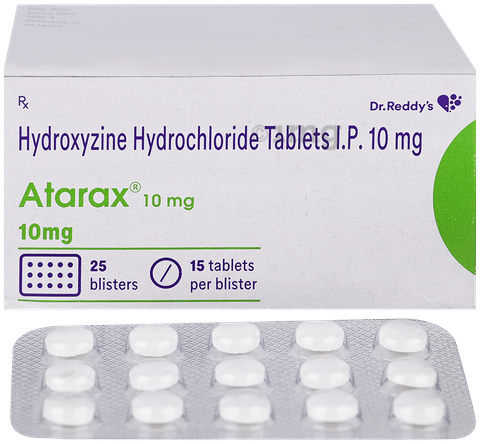 Rx
Dr.Reddy's
Hydroxyzine Hydrochloride Tablets I.P. 10 mg
Atarax® 10 mg
10mg
25 blisters
15 tablets per blister